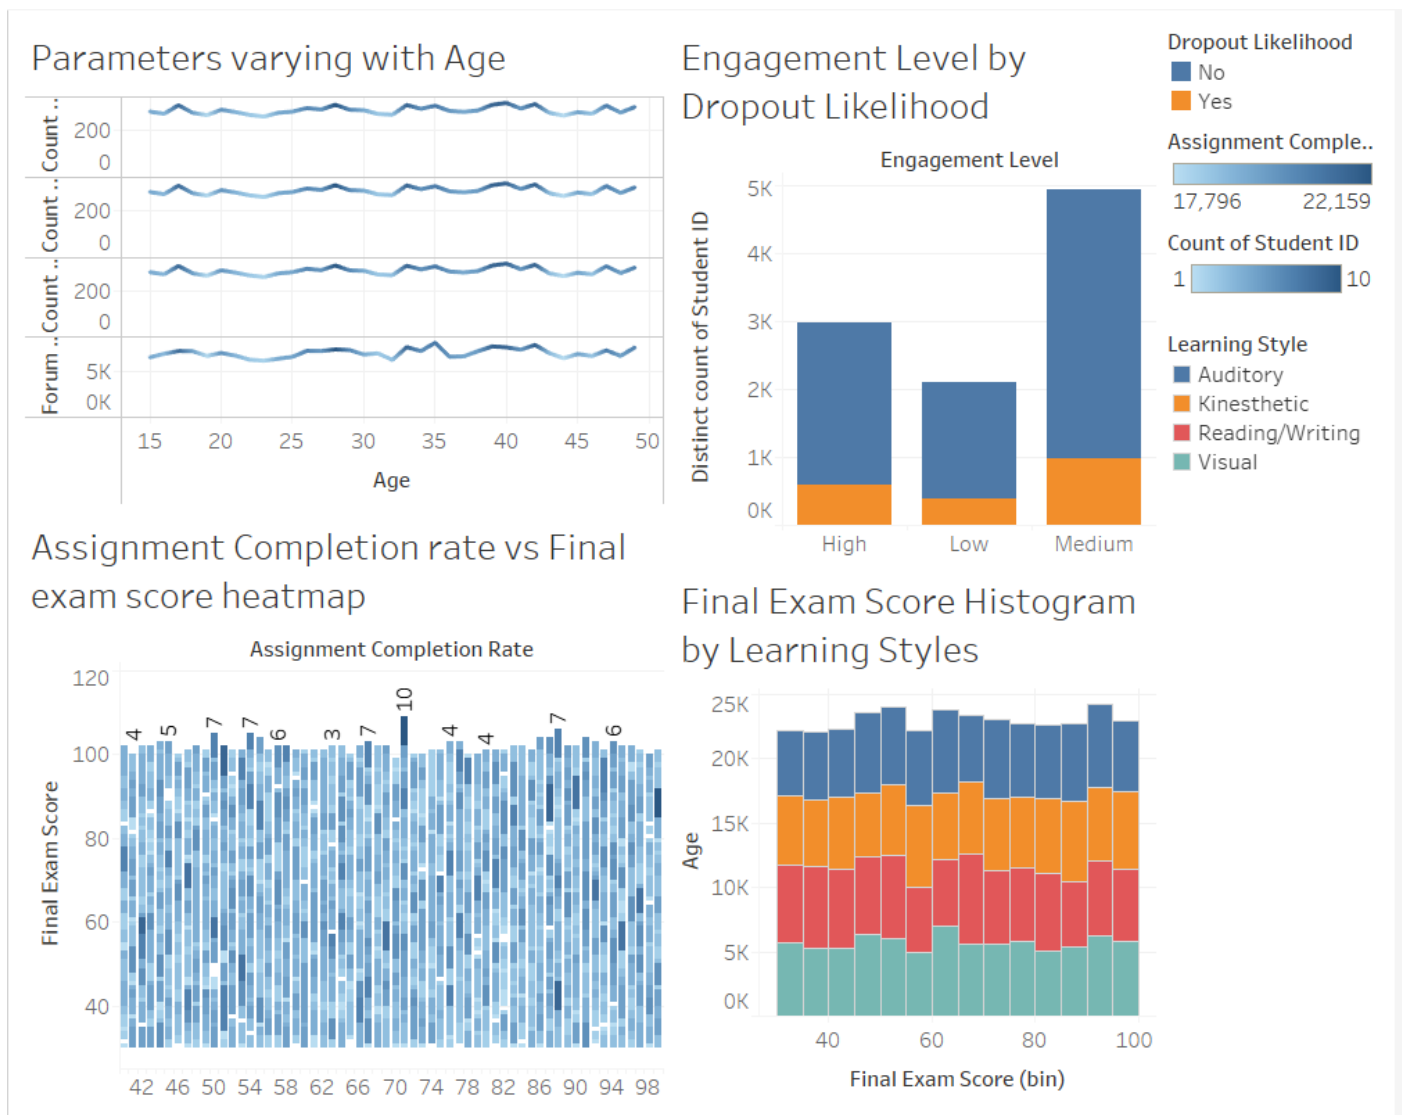 Parameters varying with Age
Count ..
200
0
Count ..
200
0
Count ..
200
0
Forum ..
5K
0K
15 20 25 30 35 40 45 50
Age
Engagement Level by
Dropout Likelihood
Engagement Level
Distinct count of Student ID
5K
4K
3K
2K
1K
0K
High Low Medium
Dropout Likelihood
No
Yes
Assignment Comple..
17,796 22,159
Count of Student ID
1 10
Learning Style
Auditory
Kinesthetic
Reading/Writing
Visual
Assignment Completion rate vs Final
exam score heatmap
Assignment Completion Rate
Final Exam Score
120
100
80
60
40
4 5 7 7 6 3 7 10 4 4 7 6
42 46 50 54 58 62 66 70 74 78 82 86 90 94 98
Final Exam Score Histogram
by Learning Styles
Age
25K
20K
15K
10K
5K
0K
40 60 80 100
Final Exam Score (bin)